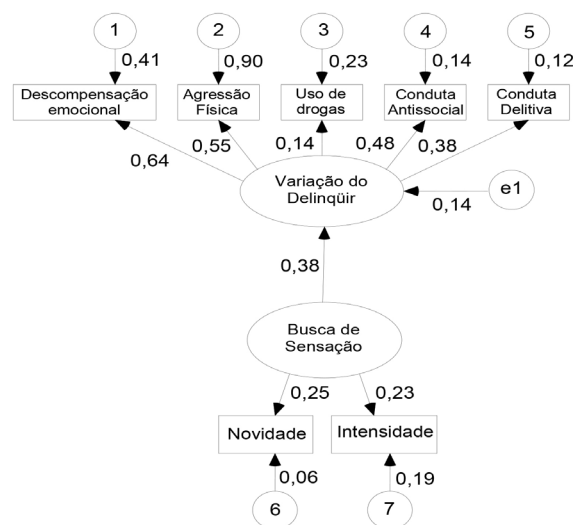 1 2 3 4 5
0,41 0,90 0,23 0,14 0,12
Descompensação
emocional
Agressão
Física
Uso de
drogas
Conduta
Antissocial
Conduta
Delitiva
0,64 0,55 0,14 0,48 0,38
Variação do
Delinqüir
e1
0,14
0,38
Busca de
Sensação
0,25 0,23
Novidade Intensidade
0,06 0,19
6 7